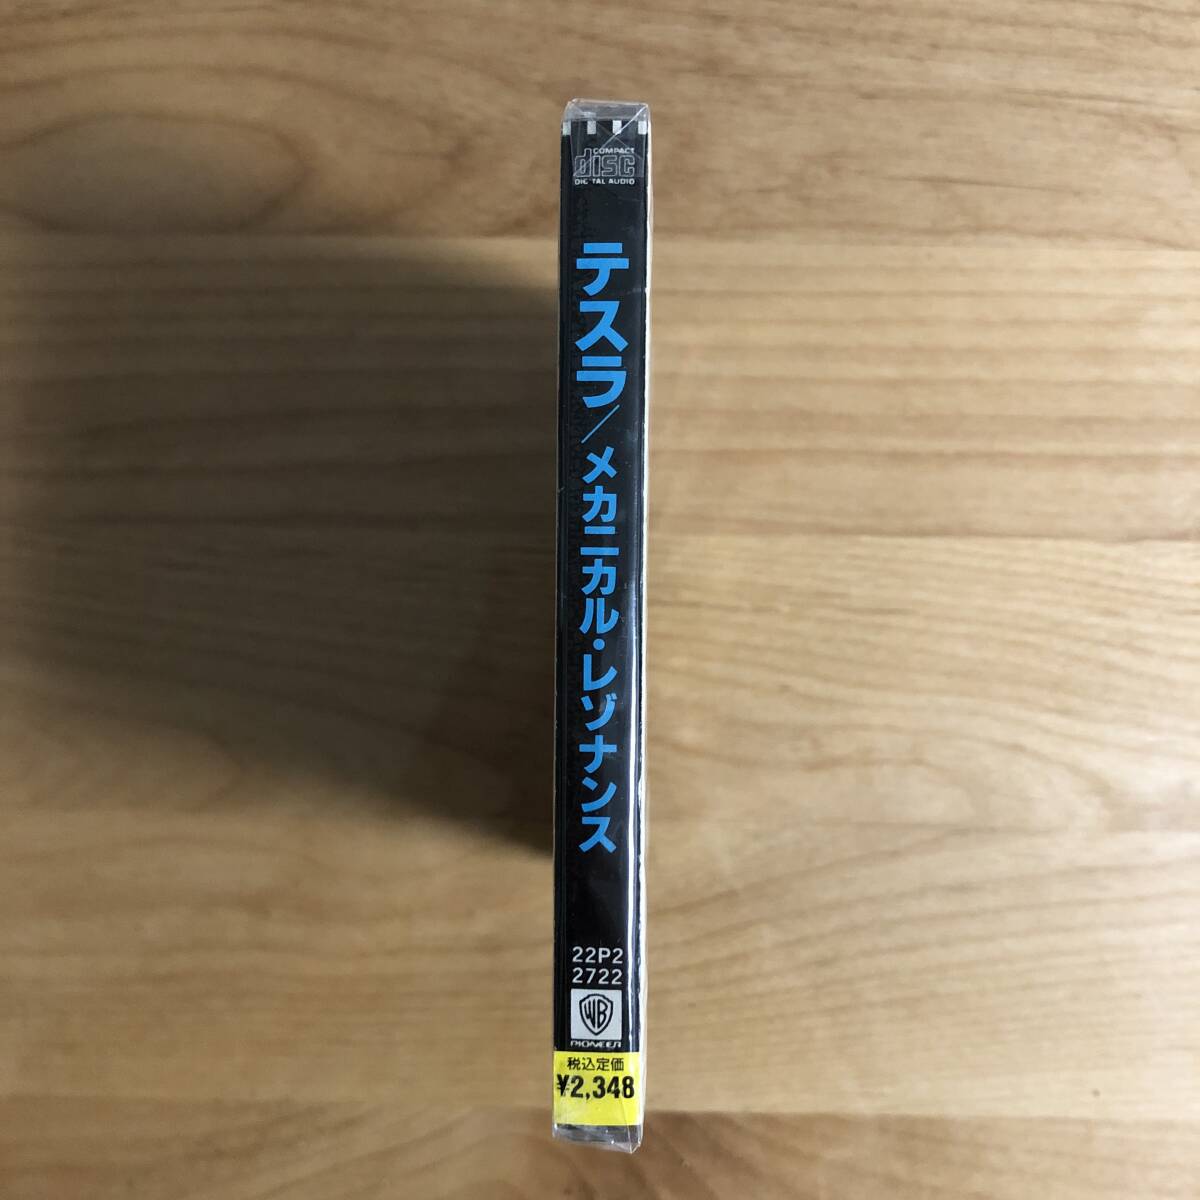 COMPACT
disc
DIGITAL AUDIO
テスラ/メカニカル・レゾナンス
22P2
2722
WB
PIONEER
税込定価
¥2,348